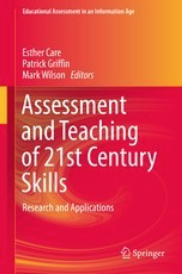 Educational Assessment in an Information Age
Esther Care
Patrick Griffin
Mark Wilson Editors
Assessment
and Teaching
of 21st Century
Skills
Research and Applications
Springer